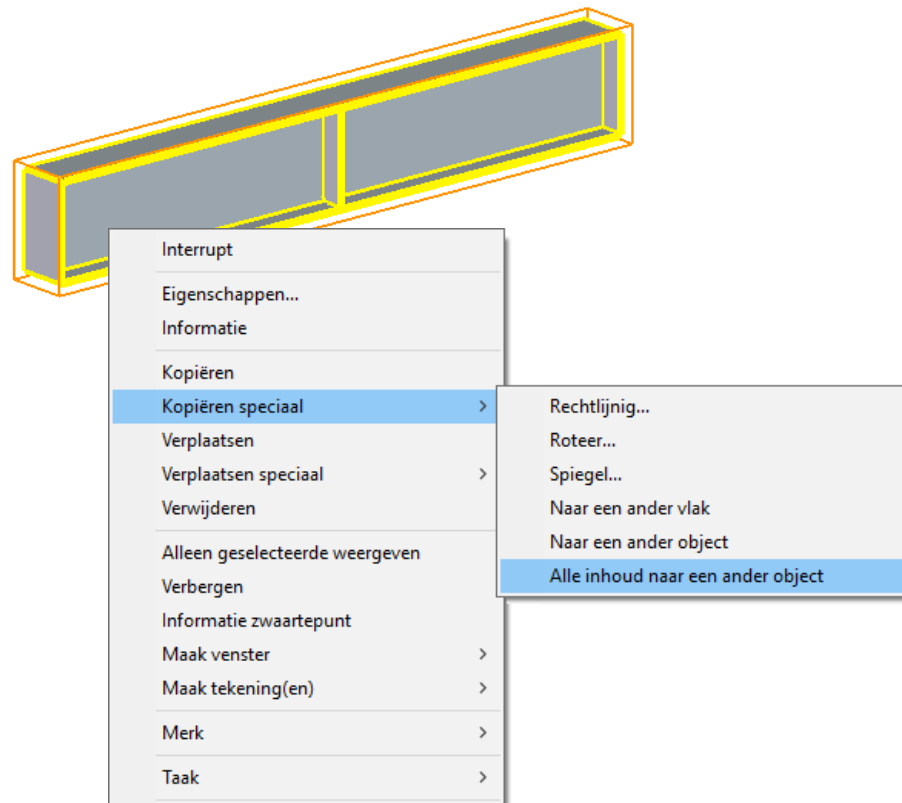 Interrupt
Eigenschappen...
Informatie
Kopiëren
Kopiëren speciaal
Verplaatsen
Verplaatsen speciaal
Verwijderen
Alleen geselecteerde weergeven
Verbergen
Informatie zwaartepunt
Maak venster
Maak tekening(en)
Merk
Taak
Rechtlijnig...
Roteer...
Spiegel...
Naar een ander vlak
Naar een ander object
Alle inhoud naar een ander object